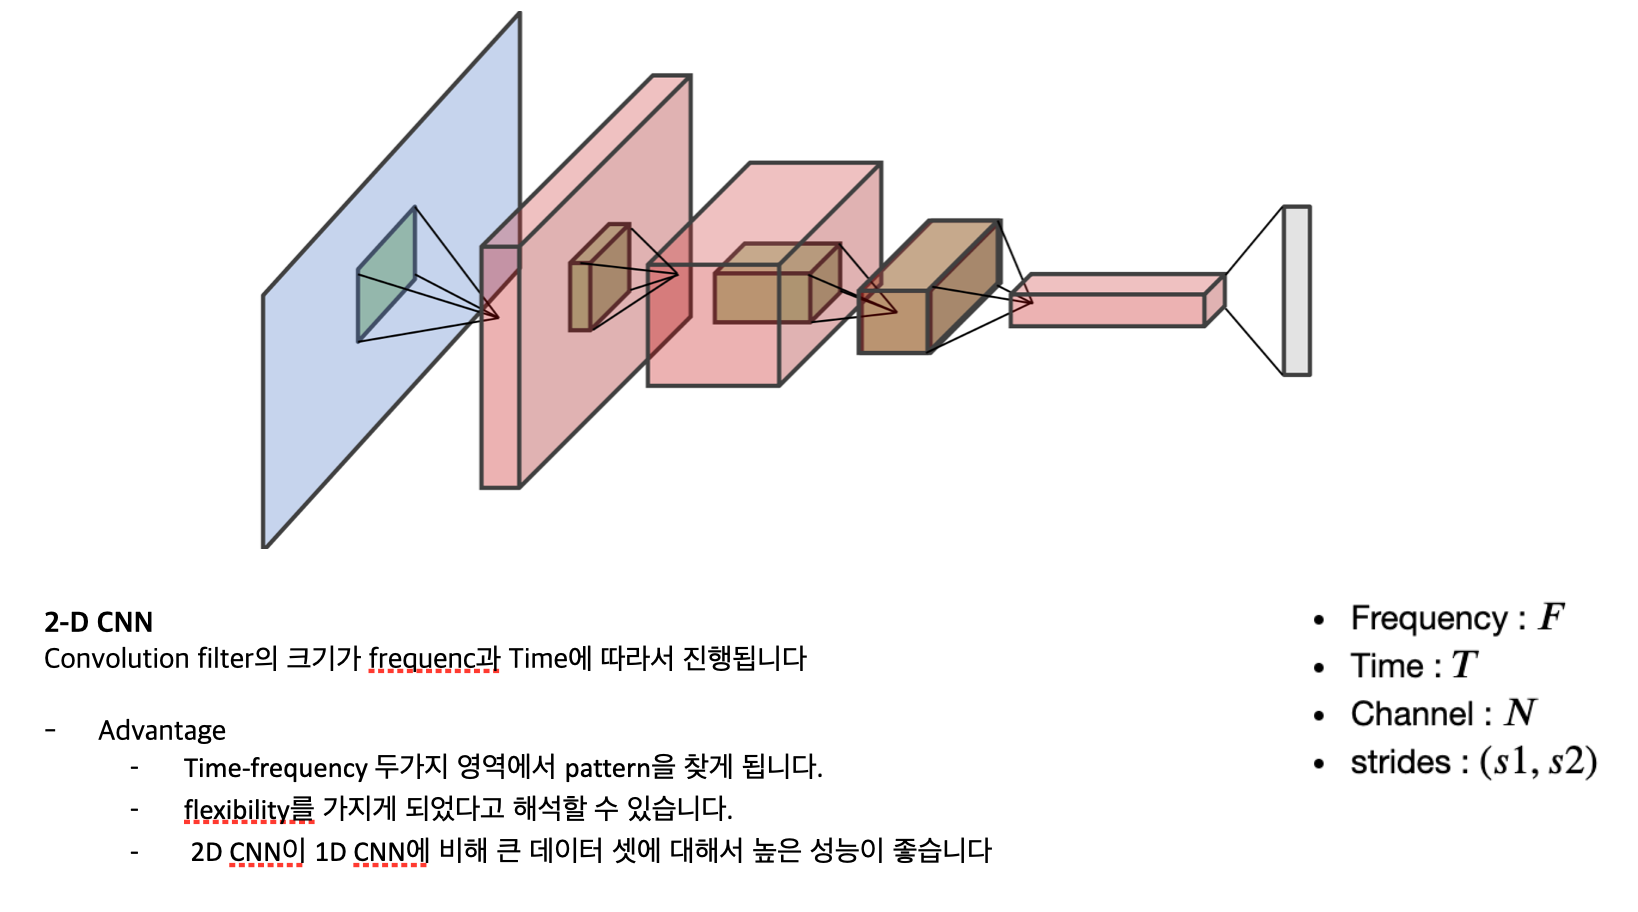 2-D CNN
Convolution filter의 크기가 frequenc과 Time에 따라서 진행됩니다
- Advantage
- Time-frequency 두가지 영역에서 pattern을 찾게 됩니다.
- flexibility를 가지게 되었다고 해석할 수 있습니다.
- 2D CNN이 1D CNN에 비해 큰 데이터 셋에 대해서 높은 성능이 좋습니다
• Frequency : F
• Time : T
• Channel : N
• strides : (s1, s2)